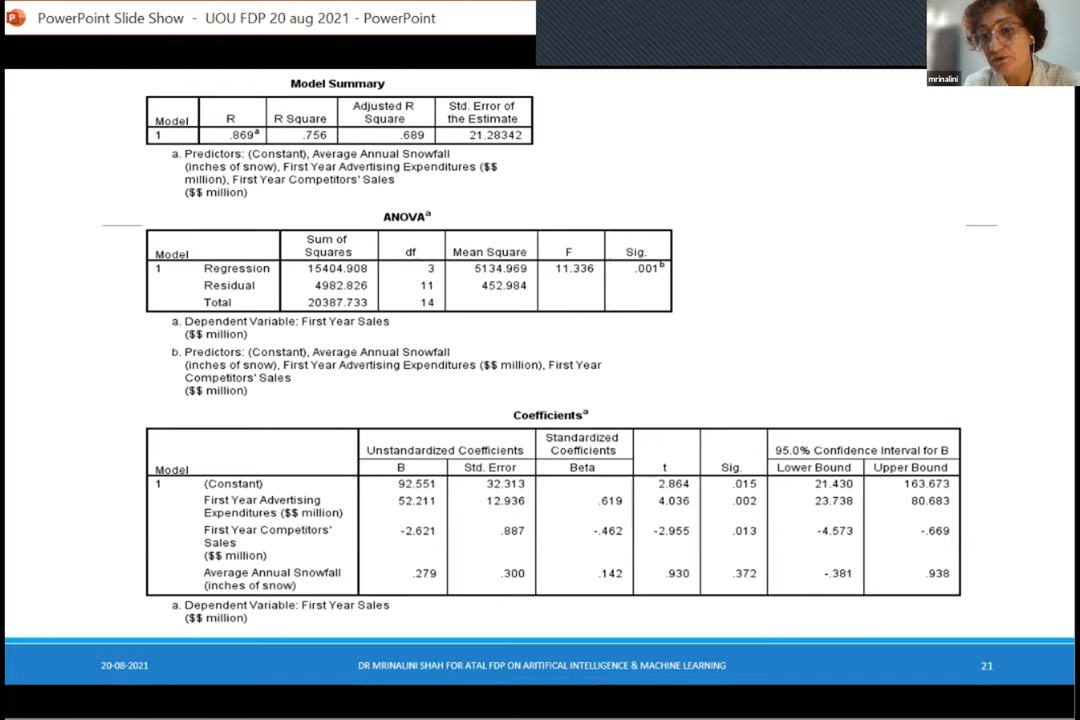 PowerPoint Slide Show - UOU FDP 20 aug 2021 - PowerPoint
mrinalini
Model Summary
Model R R Square Adjusted R Square Std. Error of the Estimate
1 .869a .756 .689 21.28342
a. Predictors: (Constant), Average Annual Snowfall
(inches of snow), First Year Advertising Expenditures ($$
million), First Year Competitors' Sales
($$ million)
ANOVAa
Model Sum of Squares df Mean Square F Sig.
1 Regression 15404.908 3 5134.969 11.336 .001b
Residual 4982.826 11 452.984
Total 20387.733 14
a. Dependent Variable: First Year Sales
($$ million)
b. Predictors: (Constant), Average Annual Snowfall
(inches of snow), First Year Advertising Expenditures ($$ million), First Year
Competitors' Sales
($$ million)
Coefficientsa
Model Unstandardized Coefficients Standardized Coefficients t Sig. 95.0% Confidence Interval for B
B Std. Error Beta Lower Bound Upper Bound
1 (Constant) 92.551 32.313 2.864 .015 21.430 163.673
First Year Advertising Expenditures ($$ million) 52.211 12.936 .619 4.036 .002 23.738 80.683
First Year Competitors' Sales ($$ million) -2.621 .887 -.462 -2.955 .013 -4.573 -.669
Average Annual Snowfall (inches of snow) .279 .300 .142 .930 .372 -.381 .938
a. Dependent Variable: First Year Sales
($$ million)
20-08-2021 DR MRINALINI SHAH FOR ATAL FDP ON ARITIFICAL INTELLIGENCE & MACHINE LEARNING 21